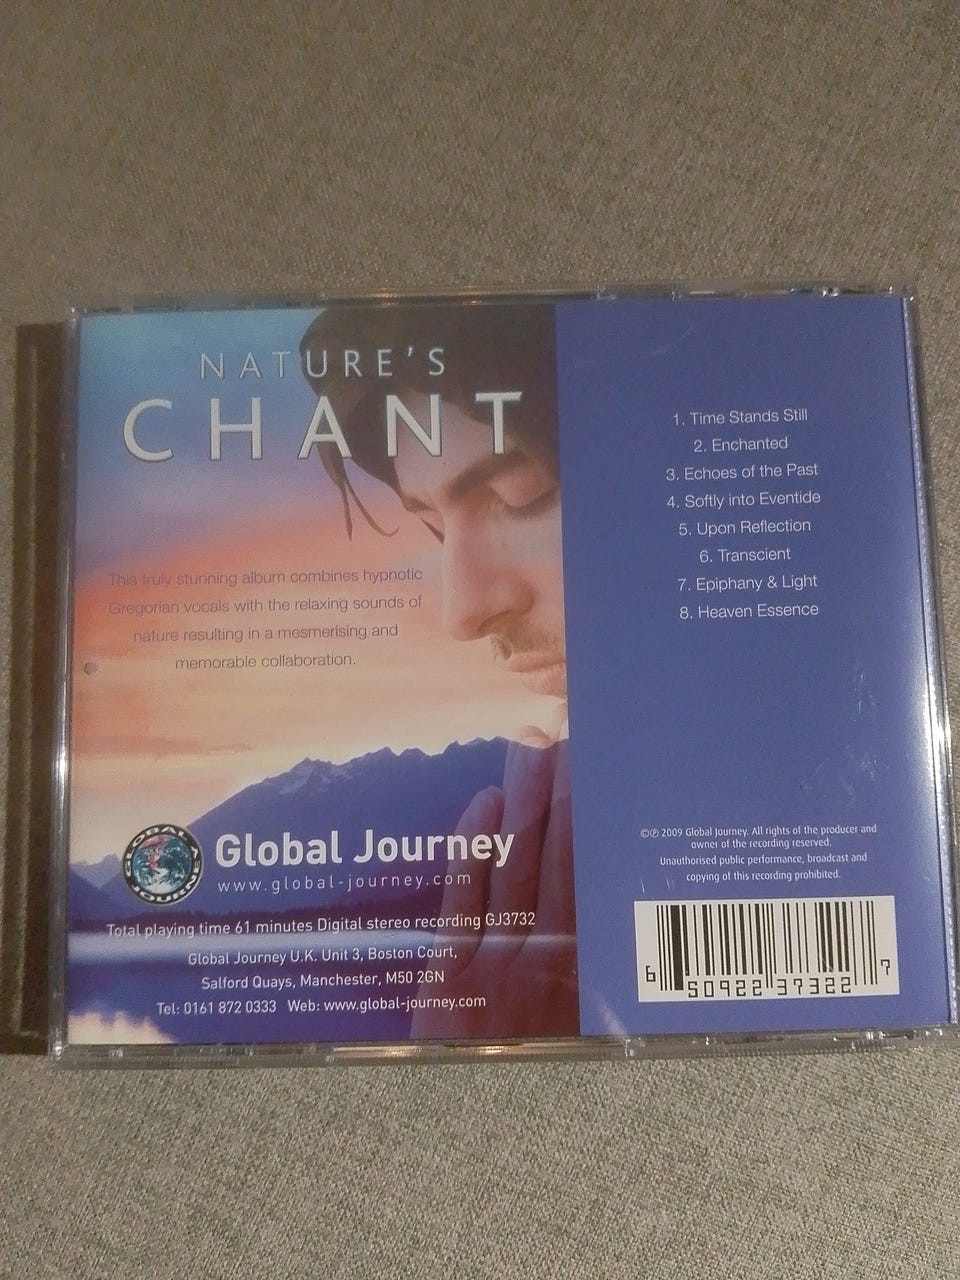 NATURE'S
CHANT
This truly stunning album combines hypnotic
Gregorian vocals with the relaxing sounds of
nature resulting in a mesmerising and
memorable collaboration.
GLOBAL JOURNEY
Global Journey
www.global-journey.com
Total playing time 61 minutes Digital stereo recording GJ3732
Global Journey U.K. Unit 3, Boston Court,
Salford Quays, Manchester, M50 2GN
Tel: 0161 872 0333 Web: www.global-journey.com
1. Time Stands Still
2. Enchanted
3. Echoes of the Past
4. Softly into Eventide
5. Upon Reflection
6. Transcient
7. Epiphany & Light
8. Heaven Essence
©℗ 2009 Global Journey. All rights of the producer and
owner of the recording reserved.
Unauthorised public performance, broadcast and
copying of this recording prohibited.
6 50922 37322 7